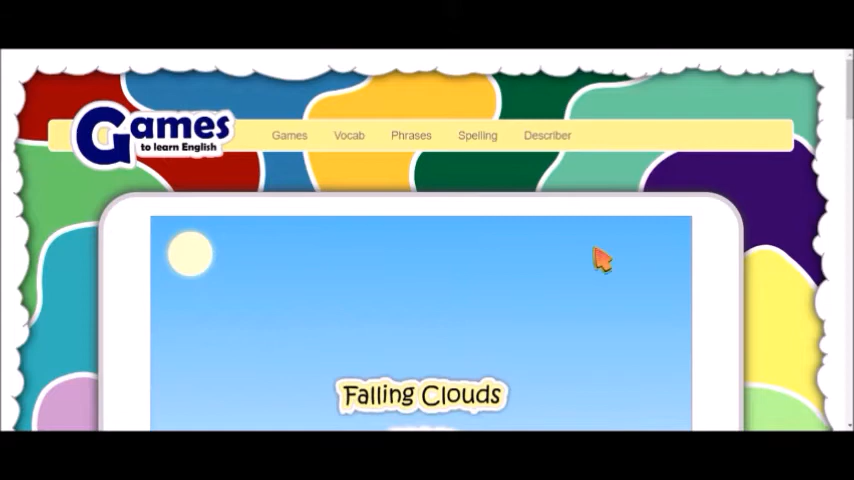 Games
to learn English
Games Vocab Phrases Spelling Describer
Falling Clouds